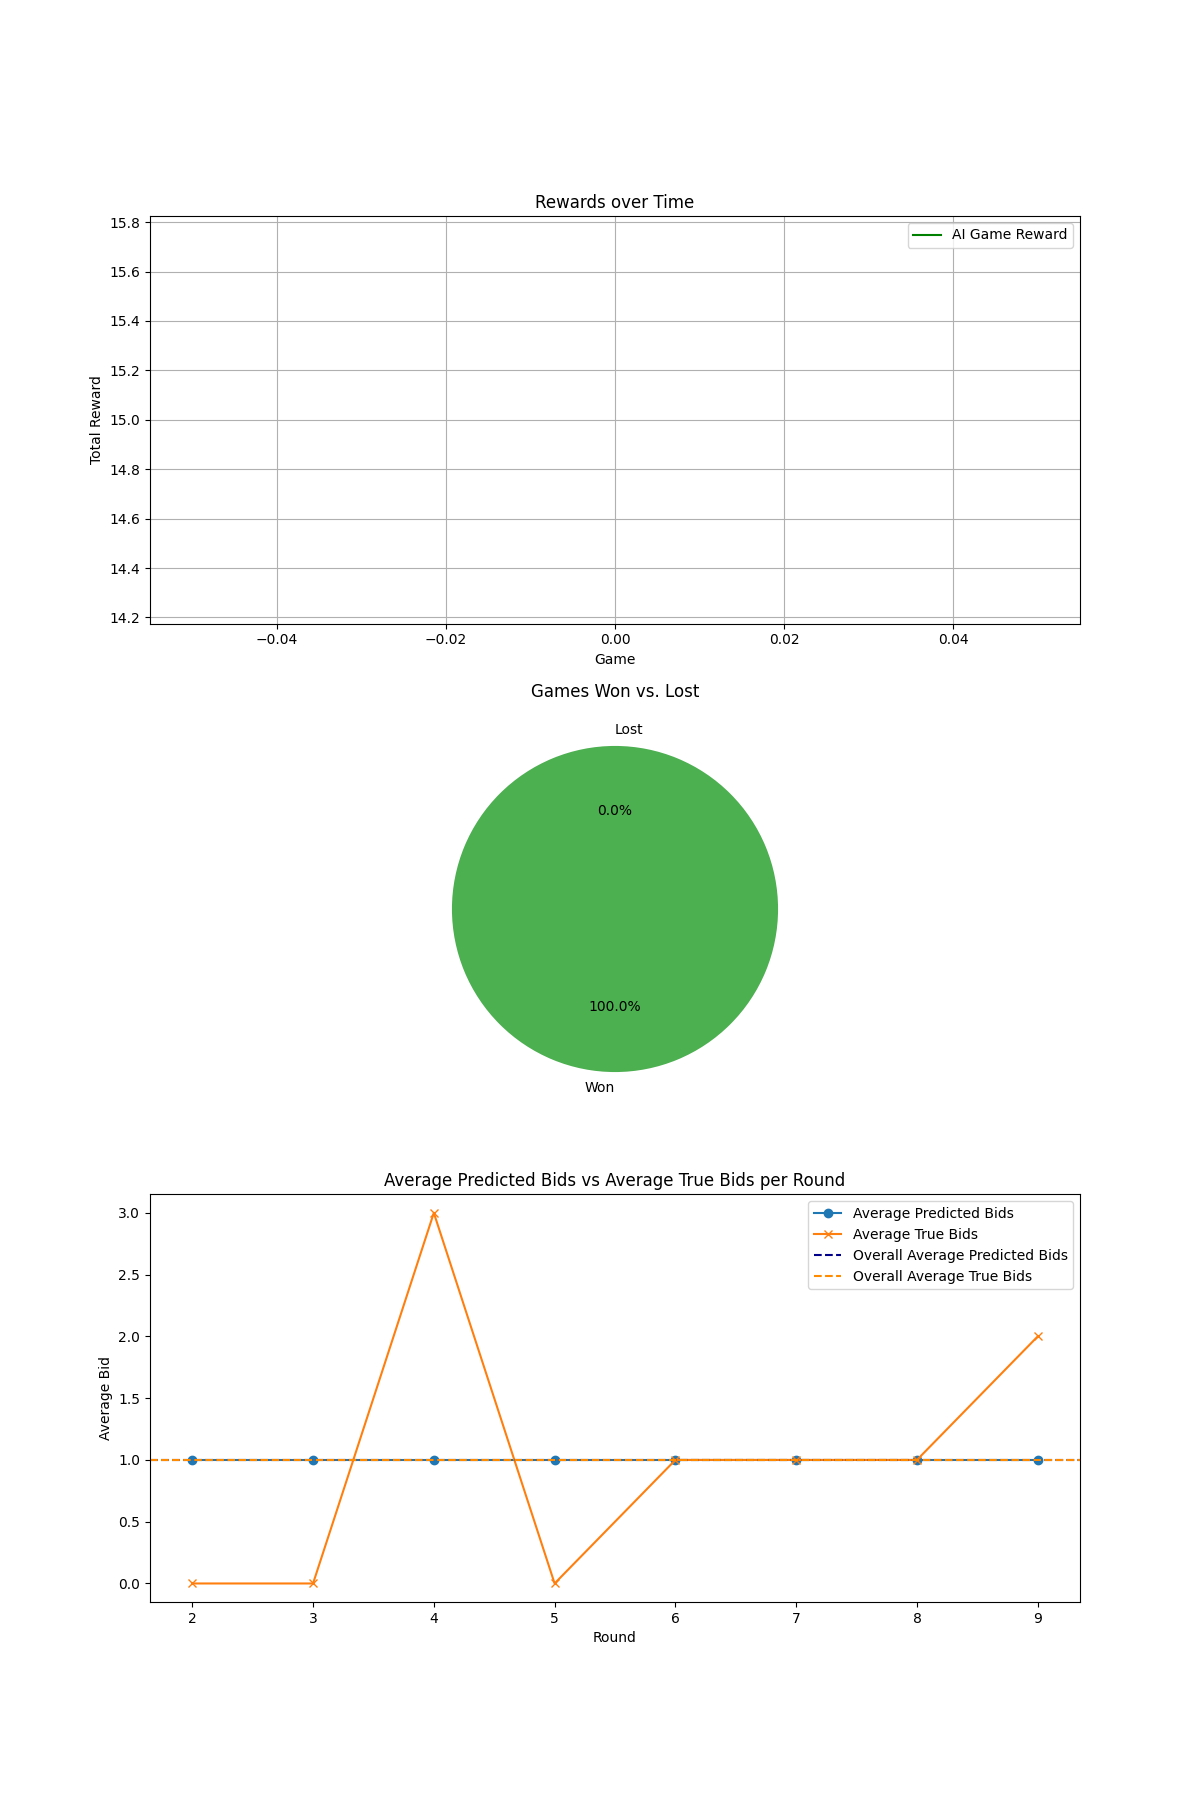 Rewards over Time
AI Game Reward
15.8
15.6
15.4
15.2
15.0
14.8
14.6
14.4
14.2
Total Reward
−0.04 −0.02 0.00 0.02 0.04
Game
Games Won vs. Lost
Lost
0.0%
100.0%
Won
Average Predicted Bids vs Average True Bids per Round
Average Predicted Bids
Average True Bids
Overall Average Predicted Bids
Overall Average True Bids
3.0
2.5
2.0
1.5
1.0
0.5
0.0
Average Bid
2 3 4 5 6 7 8 9
Round